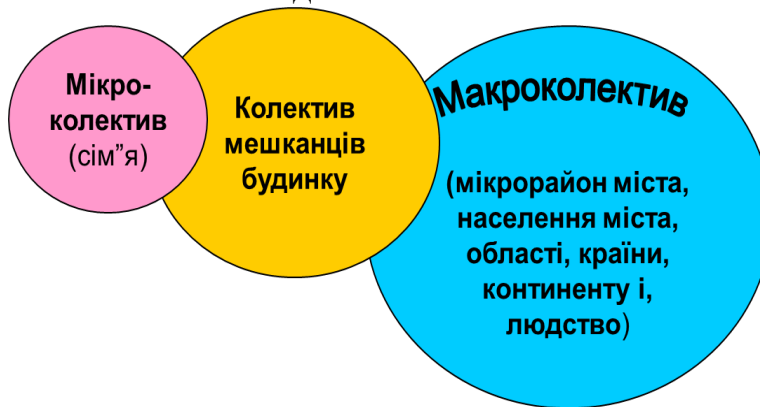 Мікро-
колектив
(сім"я)
Колектив
мешканців
будинку
Макроколектив
(мікрорайон міста,
населення міста,
області, країни,
континенту і,
людство)